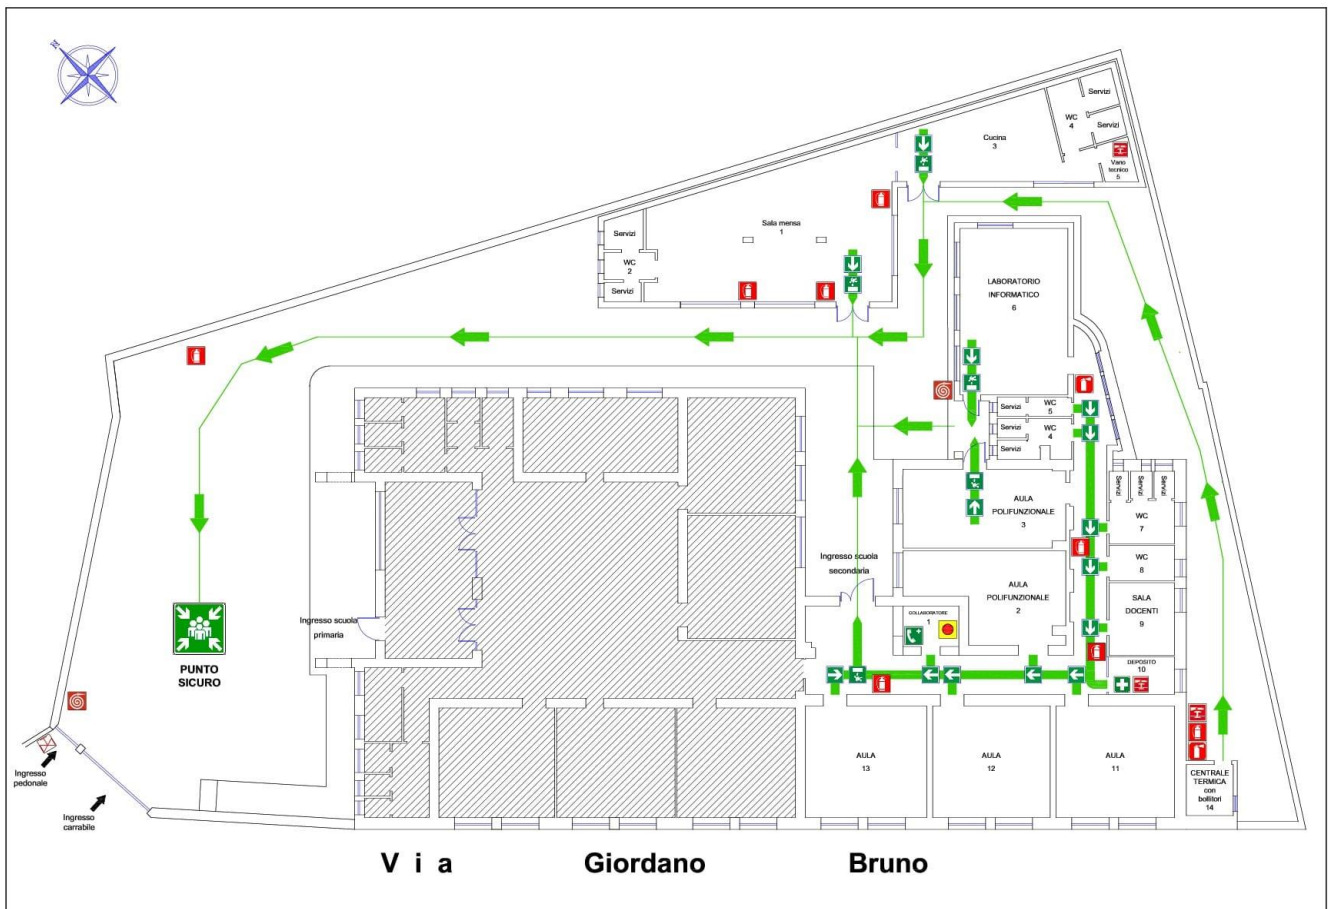 N
Servizi
WC
4
Servizi
Cucina
3
Vano
tecnico
5
Sala mensa
1
Servizi
WC
2
Servizi
LABORATORIO
INFORMATICO
6
Servizi
WC
5
Servizi
WC
4
Servizi
AULA
POLIFUNZIONALE
3
Servizi
Servizi
Servizi
WC
7
WC
8
Ingresso scuola
secondaria
AULA
POLIFUNZIONALE
2
SALA
DOCENTI
9
COLLABORATORE
1
Ingresso scuola
primaria
PUNTO
SICURO
DEPOSITO
10
AULA
13
AULA
12
AULA
11
CENTRALE
TERMICA
con
bollitori
14
Ingresso
pedonale
Ingresso
carrabile
Via Giordano Bruno